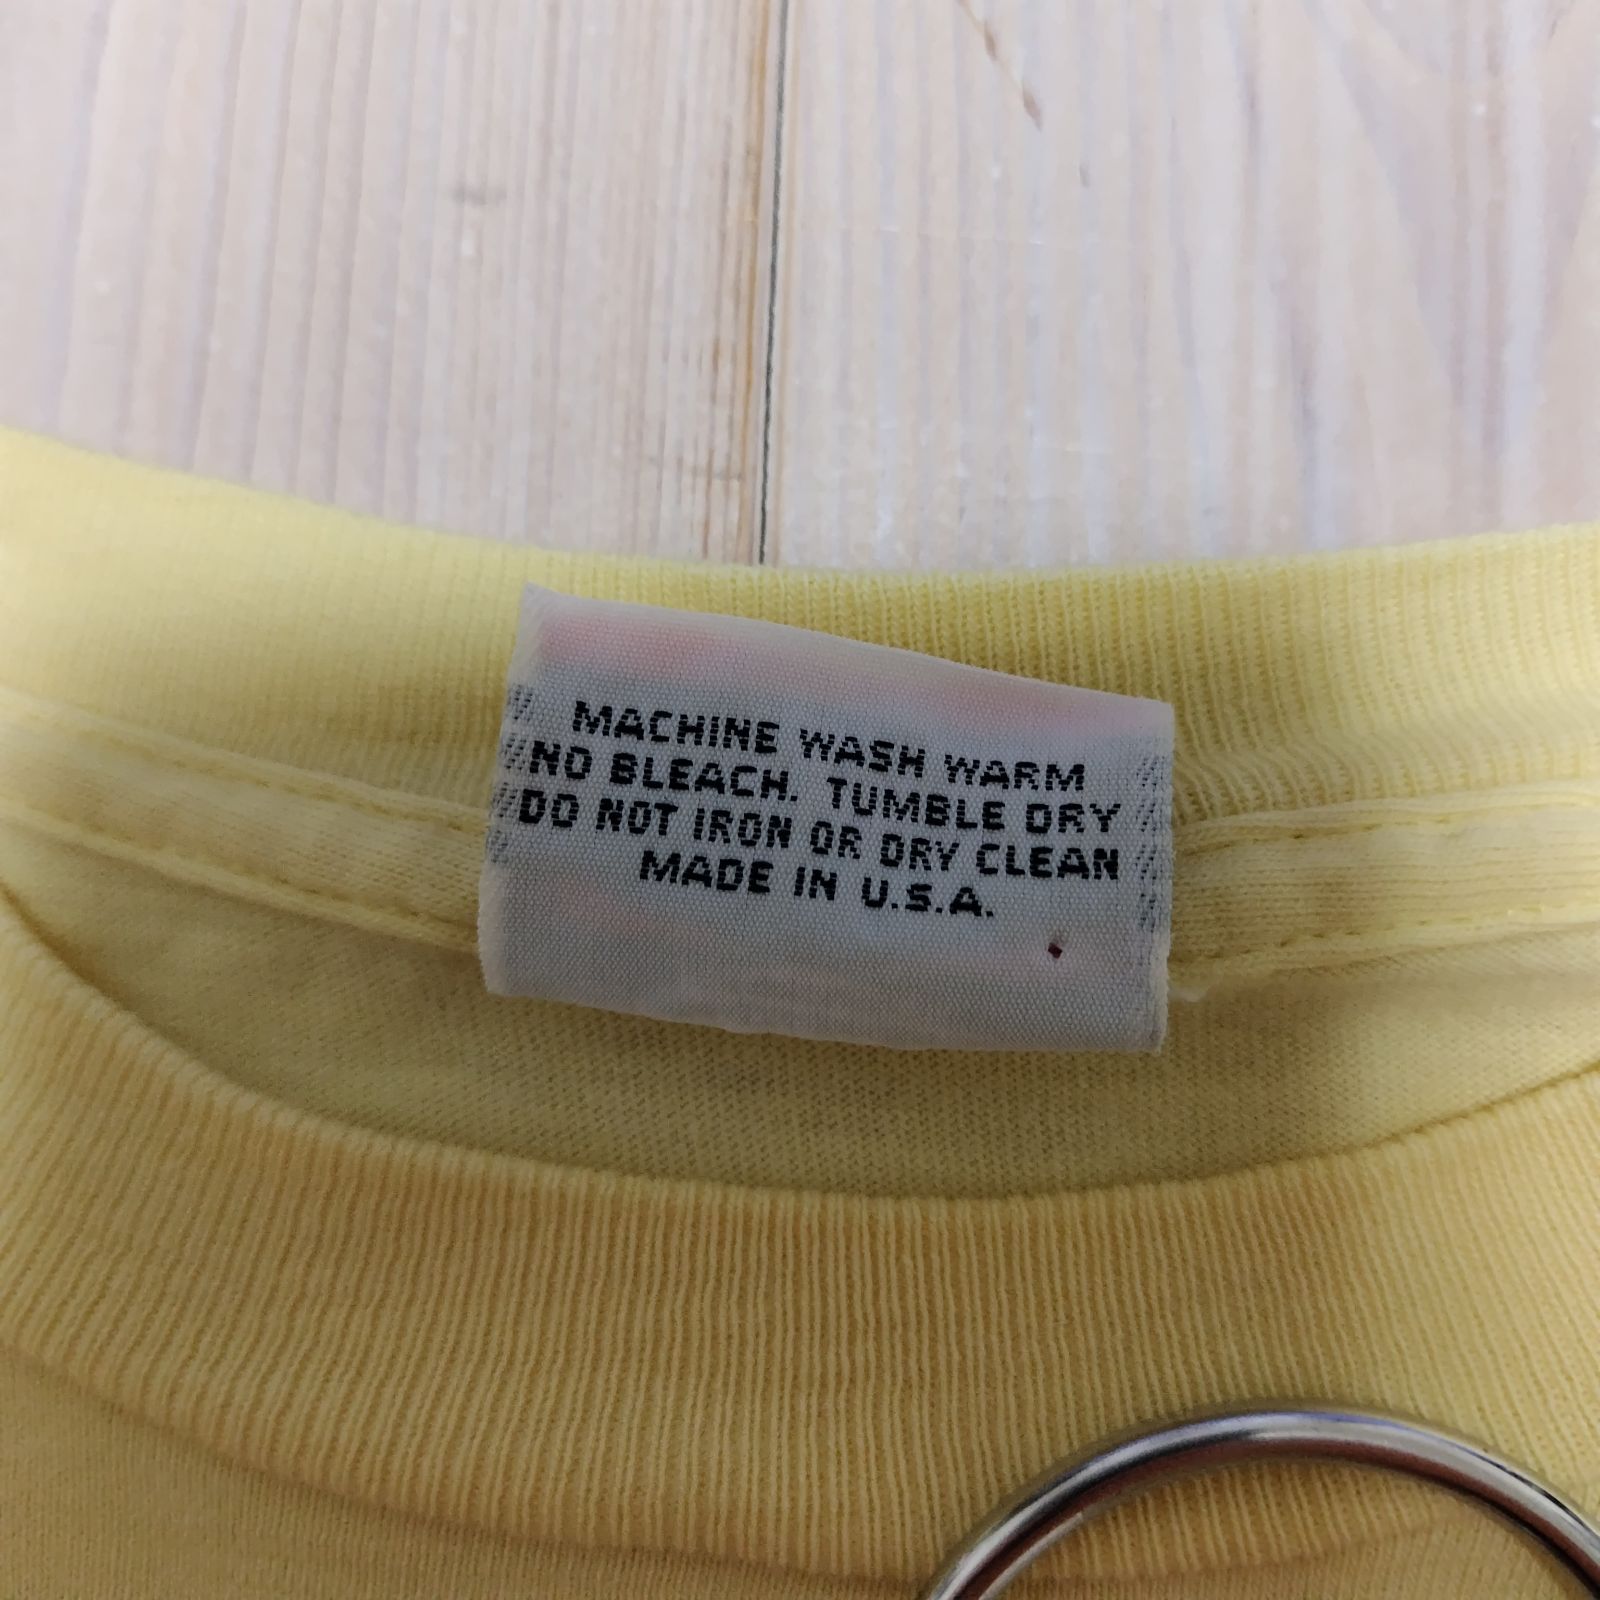 MACHINE WASH WARM
NO BLEACH. TUMBLE DRY
DO NOT IRON OR DRY CLEAN
MADE IN U.S.A.